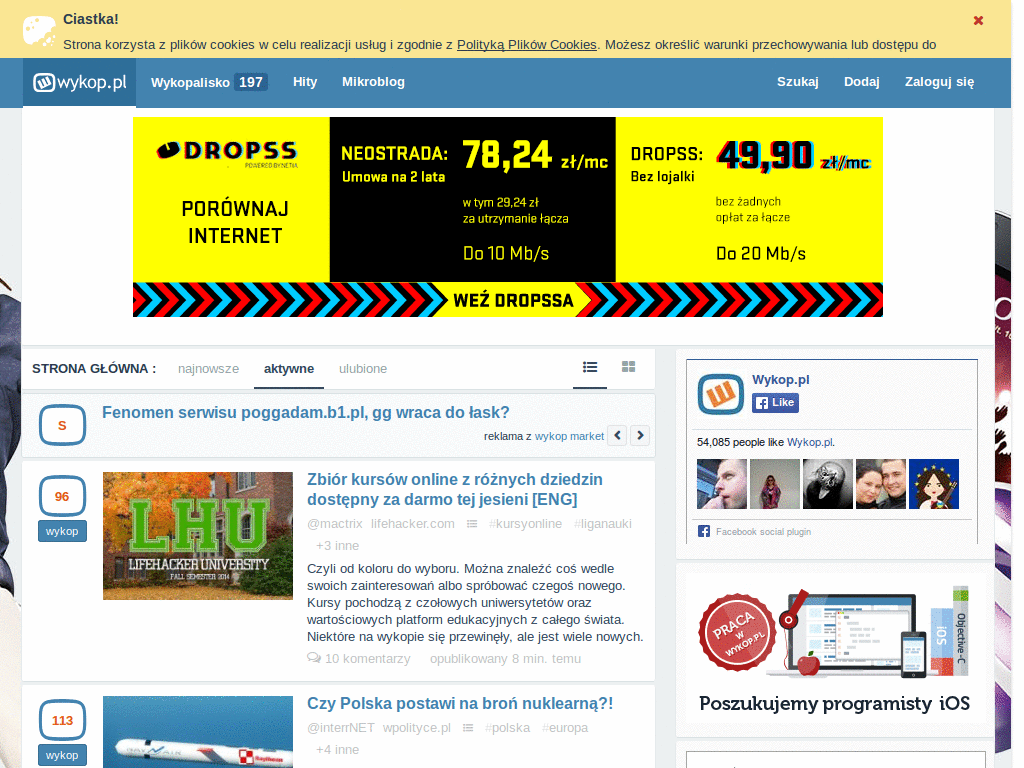 Ciastka!
Strona korzysta z plików cookies w celu realizacji usług i zgodnie z Polityką Plików Cookies. Możesz określić warunki przechowywania lub dostępu do
wykop.pl Wykopalisko 197 Hity Mikroblog Szukaj Dodaj Zaloguj się
DROPSS
POWERED BY NETIA
PORÓWNAJ
INTERNET
NEOSTRADA: 78,24 zł/mc
Umowa na 2 lata
w tym 29,24 zł
za utrzymanie łącza
Do 10 Mb/s
DROPSS: 49,90 zł/mc
Bez lojalki
bez żadnych
opłat za łącze
Do 20 Mb/s
WEŹ DROPSSA
STRONA GŁÓWNA : najnowsze aktywne ulubione
S
Fenomen serwisu poggadam.b1.pl, gg wraca do łask?
reklama z wykop market
96
wykop
LHU
LIFEHACKER UNIVERSITY
FALL SEMESTER 2014
Zbiór kursów online z różnych dziedzin
dostępny za darmo tej jesieni [ENG]
@mactrix lifehacker.com #kursyonline #liganauki
+3 inne
Czyli od koloru do wyboru. Można znaleźć coś wedle
swoich zainteresowań albo spróbować czegoś nowego.
Kursy pochodzą z czołowych uniwersytetów oraz
wartościowych platform edukacyjnych z całego świata.
Niektóre na wykopie się przewinęły, ale jest wiele nowych.
10 komentarzy opublikowany 8 min. temu
113
wykop
Czy Polska postawi na broń nuklearną?!
@interrNET wpolityce.pl #polska #europa
+4 inne
Wykop.pl
Like
54,085 people like Wykop.pl.
Facebook social plugin
PRACA
W
WYKOP.PL
iOS
Objective-C
Poszukujemy programisty iOS